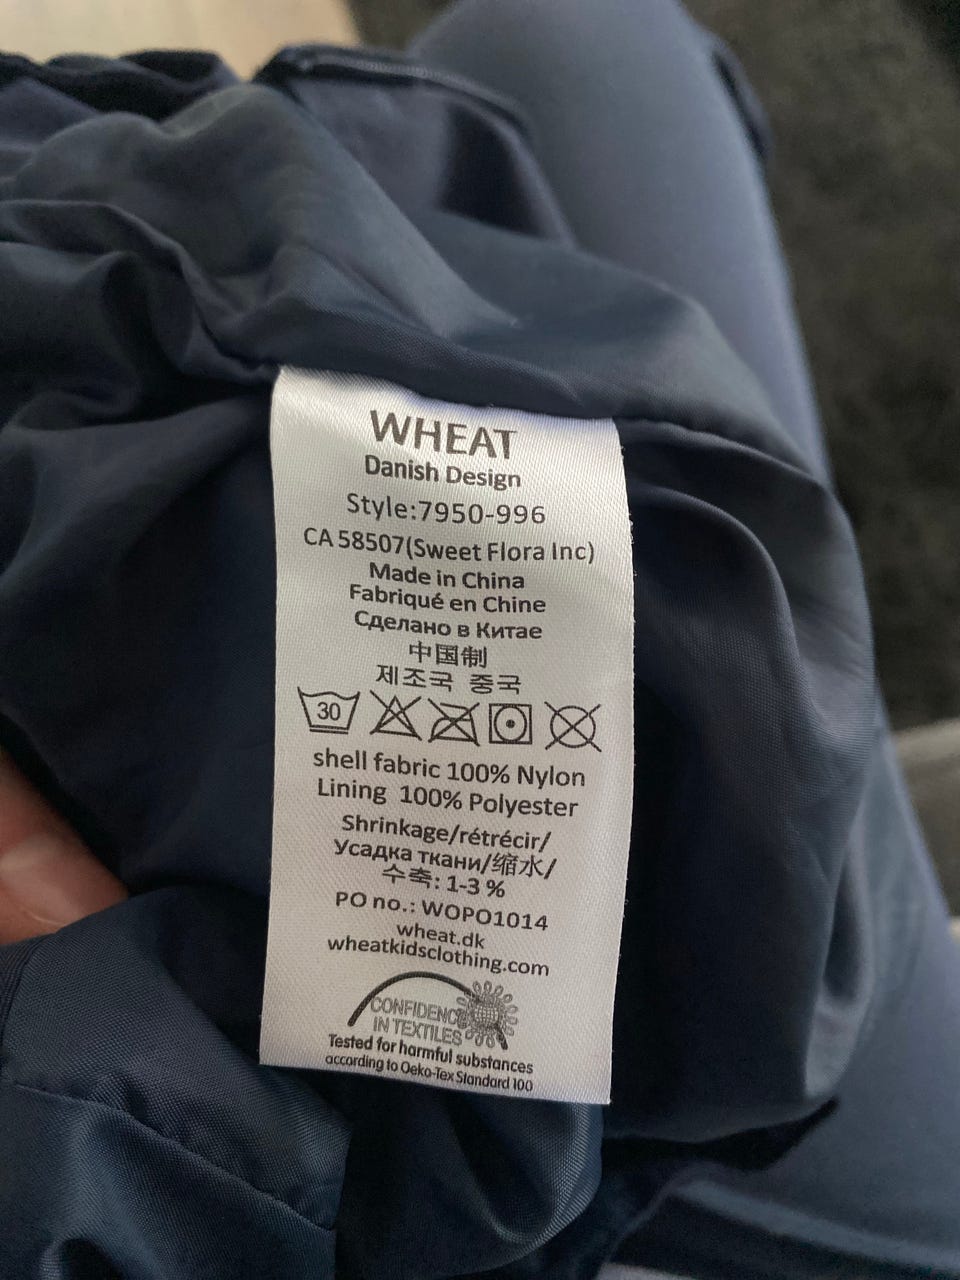 WHEAT
Danish Design
Style:7950-996
CA 58507(Sweet Flora Inc)
Made in China
Fabriqué en Chine
Сделано в Китае
中国制
제조국 중국
30
shell fabric 100% Nylon
Lining 100% Polyester
Shrinkage/rétrécir/
Усадка ткани/缩水/
수축: 1-3 %
PO no.: WOPO1014
wheat.dk
wheatkidsclothing.com
CONFIDENCE
IN TEXTILES
Tested for harmful substances
according to Oeko-Tex Standard 100